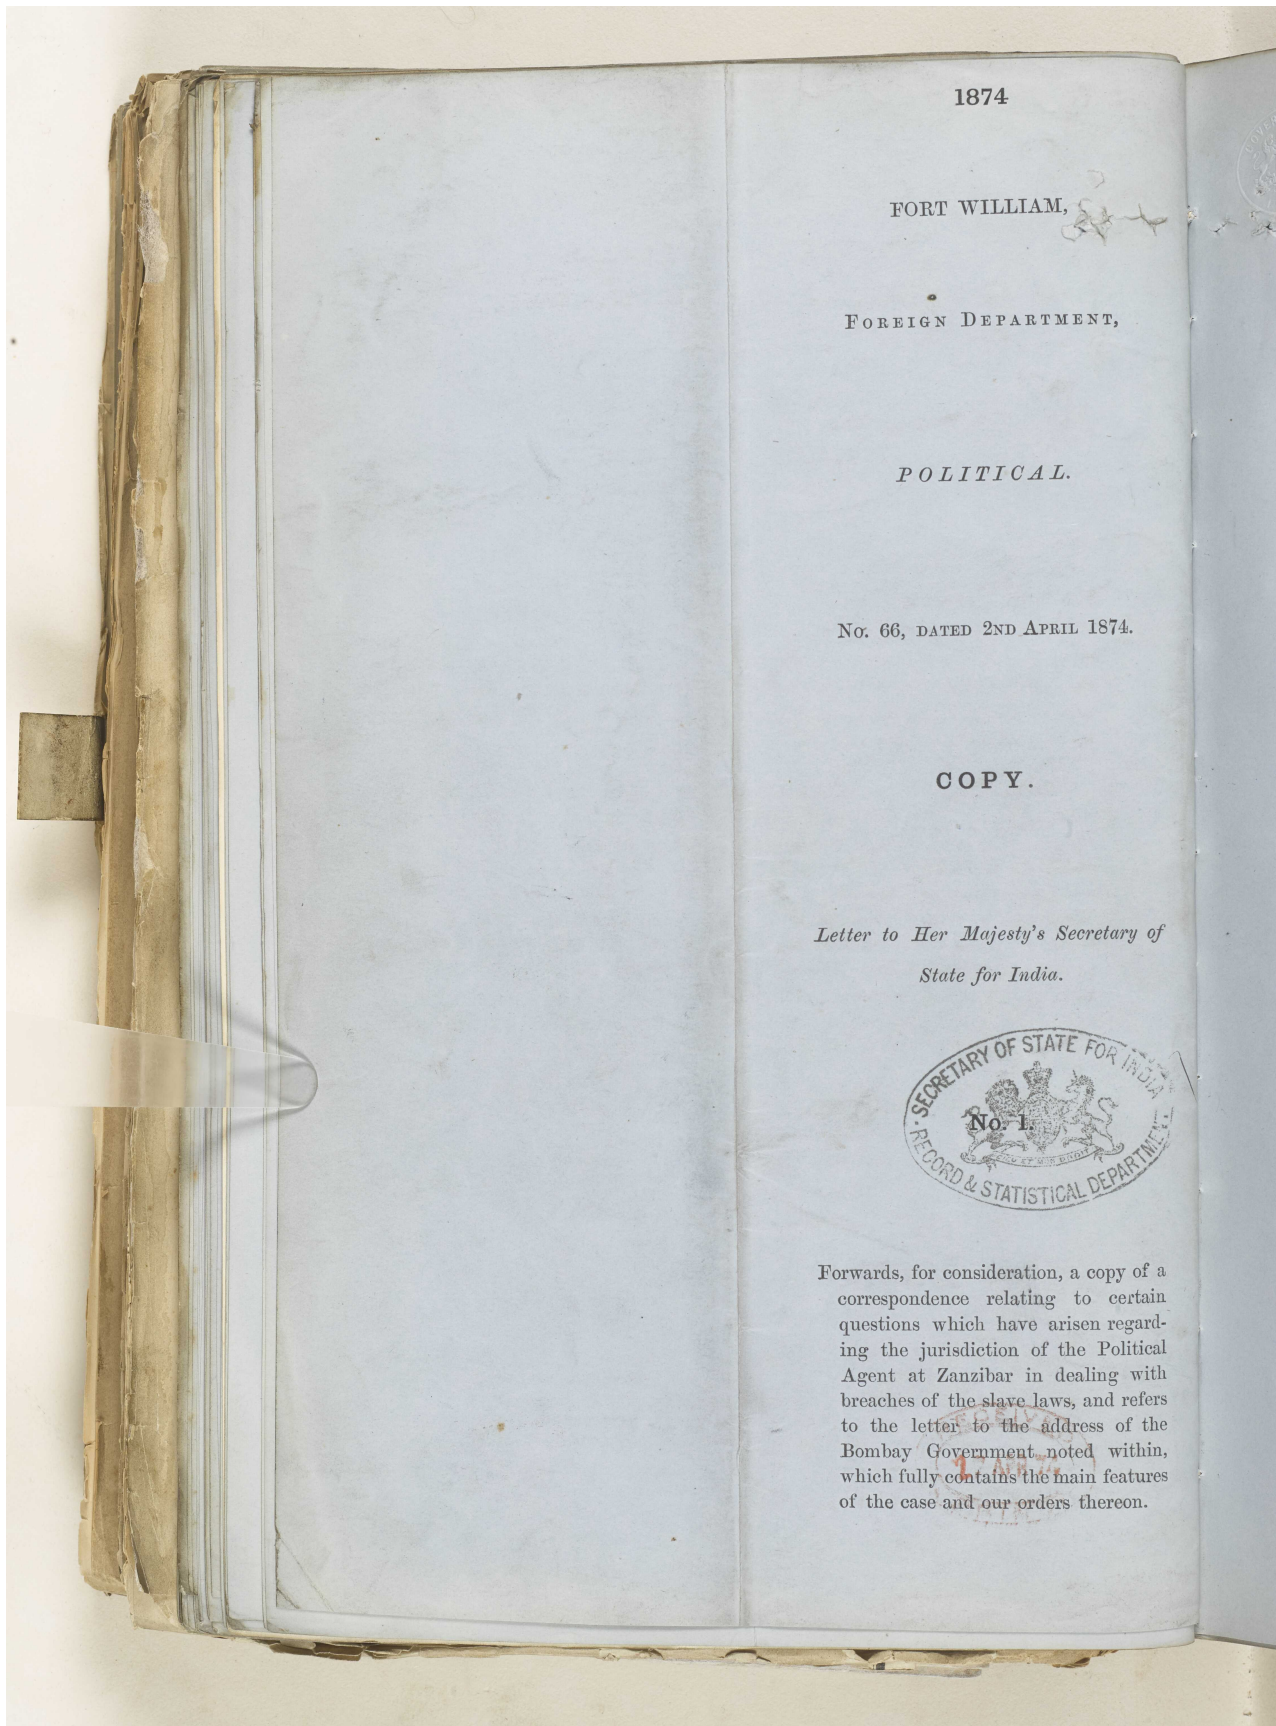 1874
FORT WILLIAM,
FOREIGN DEPARTMENT,
POLITICAL.
No. 66, DATED 2ND APRIL 1874.
COPY.
Letter to Her Majesty's Secretary of
State for India.
SECRETARY OF STATE FOR INDIA
No. 1.
RECORD & STATISTICAL DEPARTMENT
Forwards, for consideration, a copy of a
correspondence relating to certain
questions which have arisen regard-
ing the jurisdiction of the Political
Agent at Zanzibar in dealing with
breaches of the slave laws, and refers
to the letter to the address of the
RECEIVED
Bombay Government noted within,
17 APR 74
which fully contains the main features
of the case and our orders thereon.